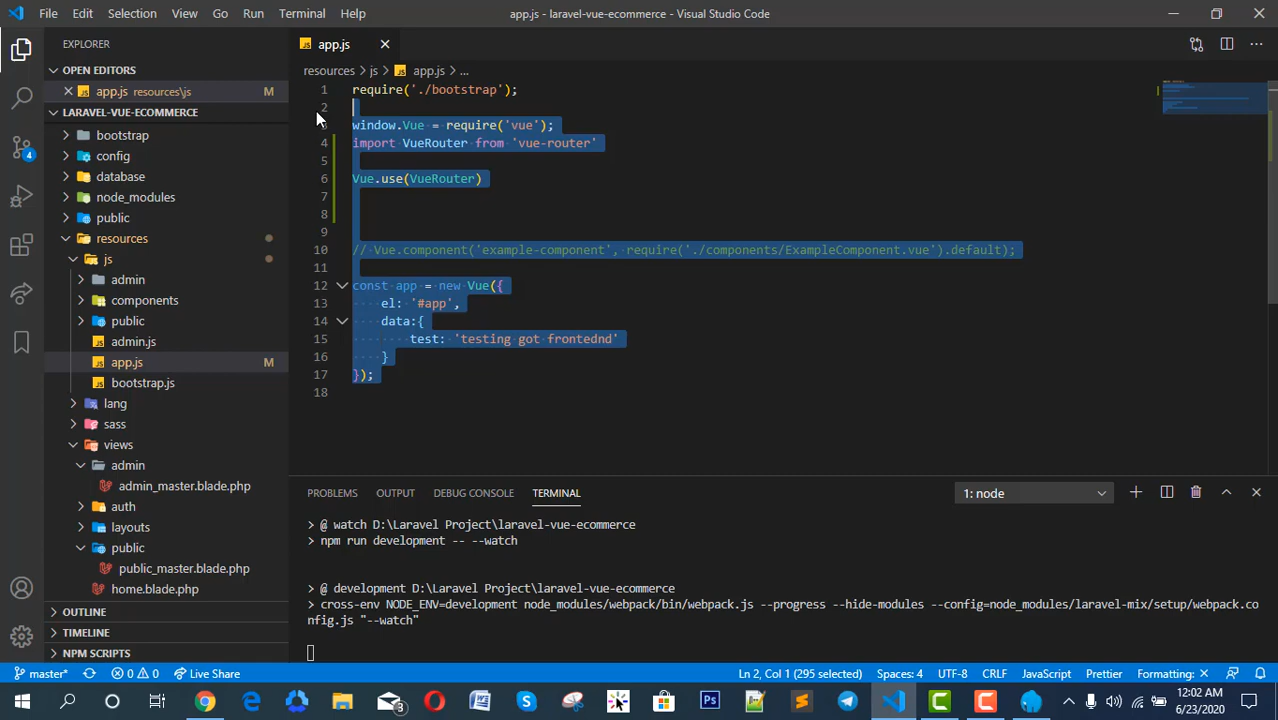 File Edit Selection View Go Run Terminal Help app.js - laravel-vue-ecommerce - Visual Studio Code
EXPLORER
OPEN EDITORS
app.js resources\js M
LARAVEL-VUE-ECOMMERCE
bootstrap
config
database
node_modules
public
resources
js
admin
components
public
admin.js
app.js M
bootstrap.js
lang
sass
views
admin
admin_master.blade.php
auth
layouts
public
public_master.blade.php
home.blade.php
OUTLINE
TIMELINE
NPM SCRIPTS
4
app.js
resources > js > app.js > ...
1 require('./bootstrap');
2
window.Vue = require('vue');
4 import VueRouter from 'vue-router'
5
6 Vue.use(VueRouter)
7
8
9
10 // Vue.component('example-component', require('./components/ExampleComponent.vue').default);
11
12 const app = new Vue({
13 el: '#app',
14 data:{
15 test: 'testing got frontednd'
16 }
17 });
18
PROBLEMS OUTPUT DEBUG CONSOLE TERMINAL 1: node
> @ watch D:\Laravel Project\laravel-vue-ecommerce
> npm run development -- --watch
> @ development D:\Laravel Project\laravel-vue-ecommerce
> cross-env NODE_ENV=development node_modules/webpack/bin/webpack.js --progress --hide-modules --config=node_modules/laravel-mix/setup/webpack.co
nfig.js "--watch"
master* 0 0 Live Share Ln 2, Col 1 (295 selected) Spaces: 4 UTF-8 CRLF JavaScript Prettier Formatting: ×
3
Ps
12:02 AM
6/23/2020